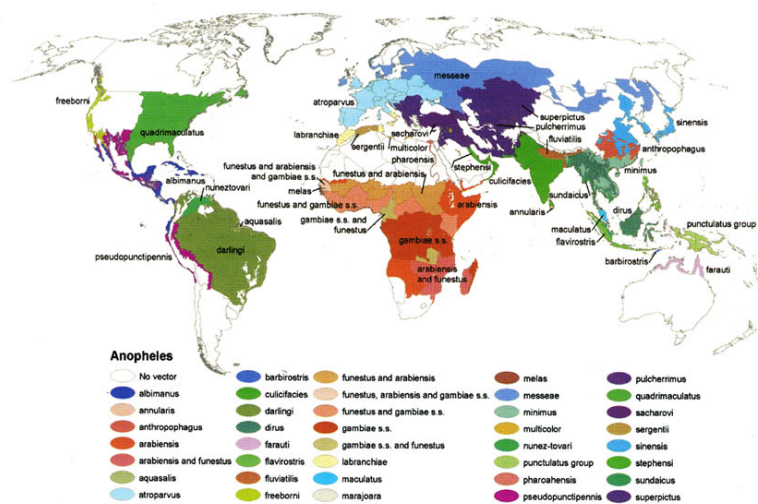 messeae
freeborni
atroparvus
quadrimaculatus
superpictus
pulcherrimus
sinensis
labranchiae
sacharovi
sergentii
multicolor
fluviatilis
anthropophagus
pharoensis
funestus and arabiensis
and gambiae s.s.
funestus and arabiensis
stephensi
minimus
albimanus
nuneztovari
melas
culicifacies
sundaicus
funestus and gambiae s.s.
arabiensis
annularis
dirus
aquasalis
gambiae s.s. and
funestus
maculatus
punctulatus group
darlingi
gambiae s.s.
flavirostris
pseudopunctipennis
barbirostris
arabiensis
and funestus
farauti
Anopheles
No vector
albimanus
annularis
anthropophagus
arabiensis
arabiensis and funestus
aquasalis
atroparvus
barbirostris
culicifacies
darlingi
dirus
farauti
flavirostris
fluviatilis
freeborni
funestus and arabiensis
funestus, arabiensis and gambiae s.s.
funestus and gambiae s.s.
gambiae s.s.
gambiae s.s. and funestus
labranchiae
maculatus
marajoara
melas
messeae
minimus
multicolor
nunez-tovari
punctulatus group
pharoahensis
pseudopunctipennis
pulcherrimus
quadrimaculatus
sacharovi
sergentii
sinensis
stephensi
sundaicus
superpictus